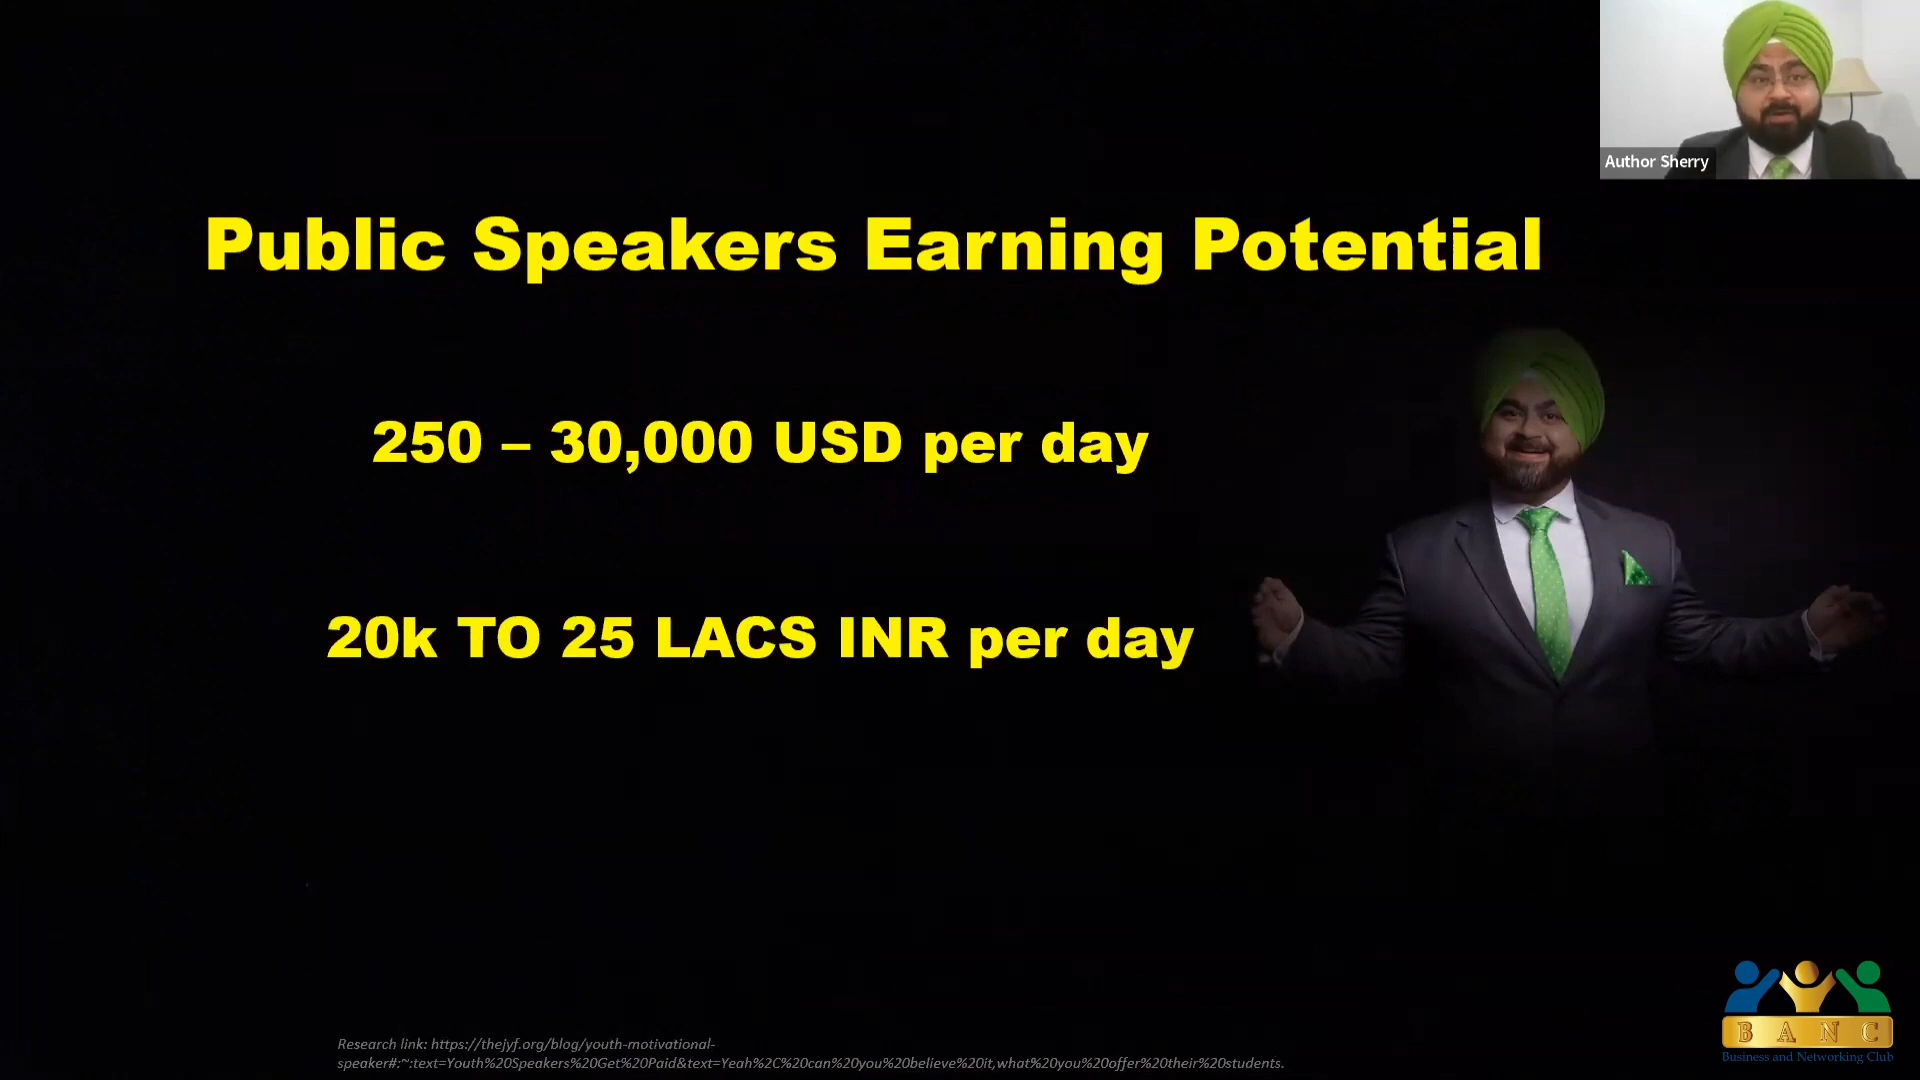 Author Sherry
Public Speakers Earning Potential
250 – 30,000 USD per day
20k TO 25 LACS INR per day
Research link: https://thejyf.org/blog/youth-motivational-
speaker#:~:text=Youth%20Speakers%20Get%20Paid&text=Yeah%2C%20can%20you%20believe%20it,what%20you%20offer%20their%20students.
B A N C
Business and Networking Club